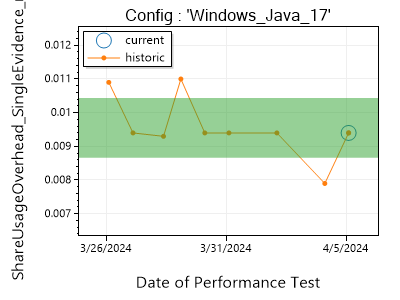 Config : 'Windows_Java_17'
current
historic
0.012
0.011
0.01
0.009
0.008
0.007
3/26/2024
3/31/2024
4/5/2024
Date of Performance Test
ShareUsageOverhead_SingleEvidence_